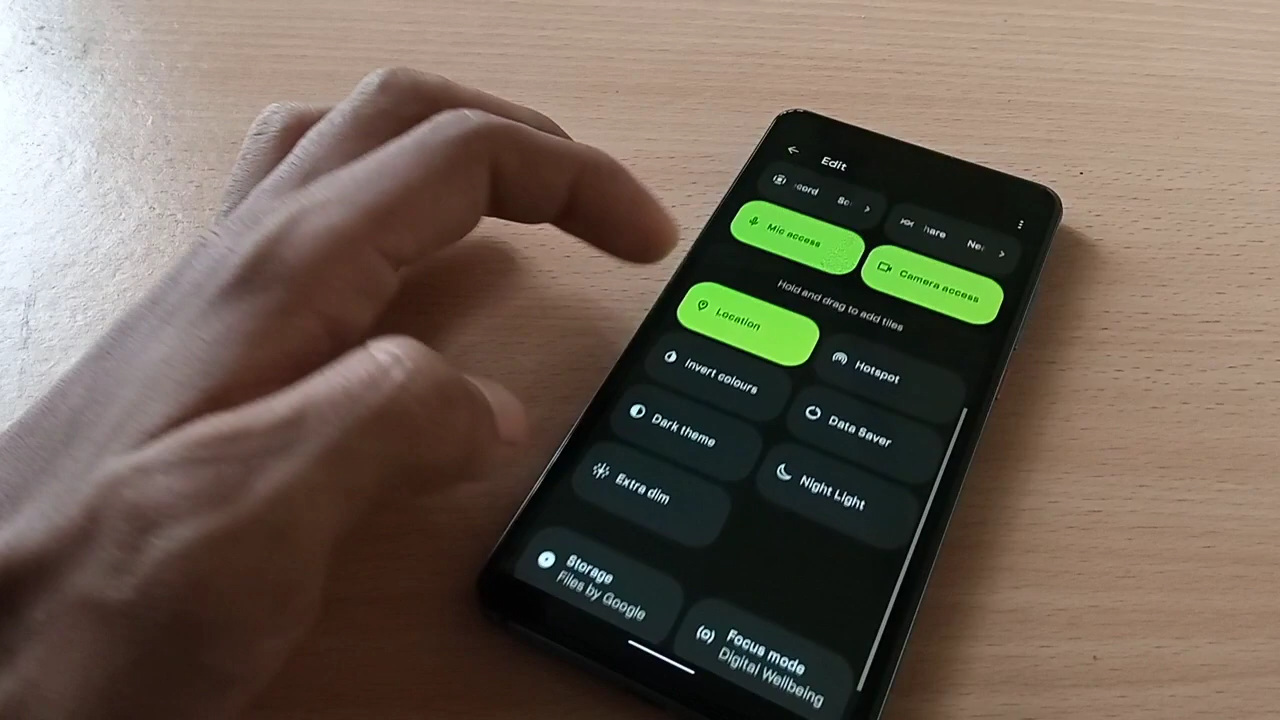 Edit
Mic access
Camera access
Hold and drag to add tiles
Location
Hotspot
Invert colours
Data Saver
Dark theme
Night Light
Extra dim
Storage
Files by Google
Focus mode
Digital Wellbeing